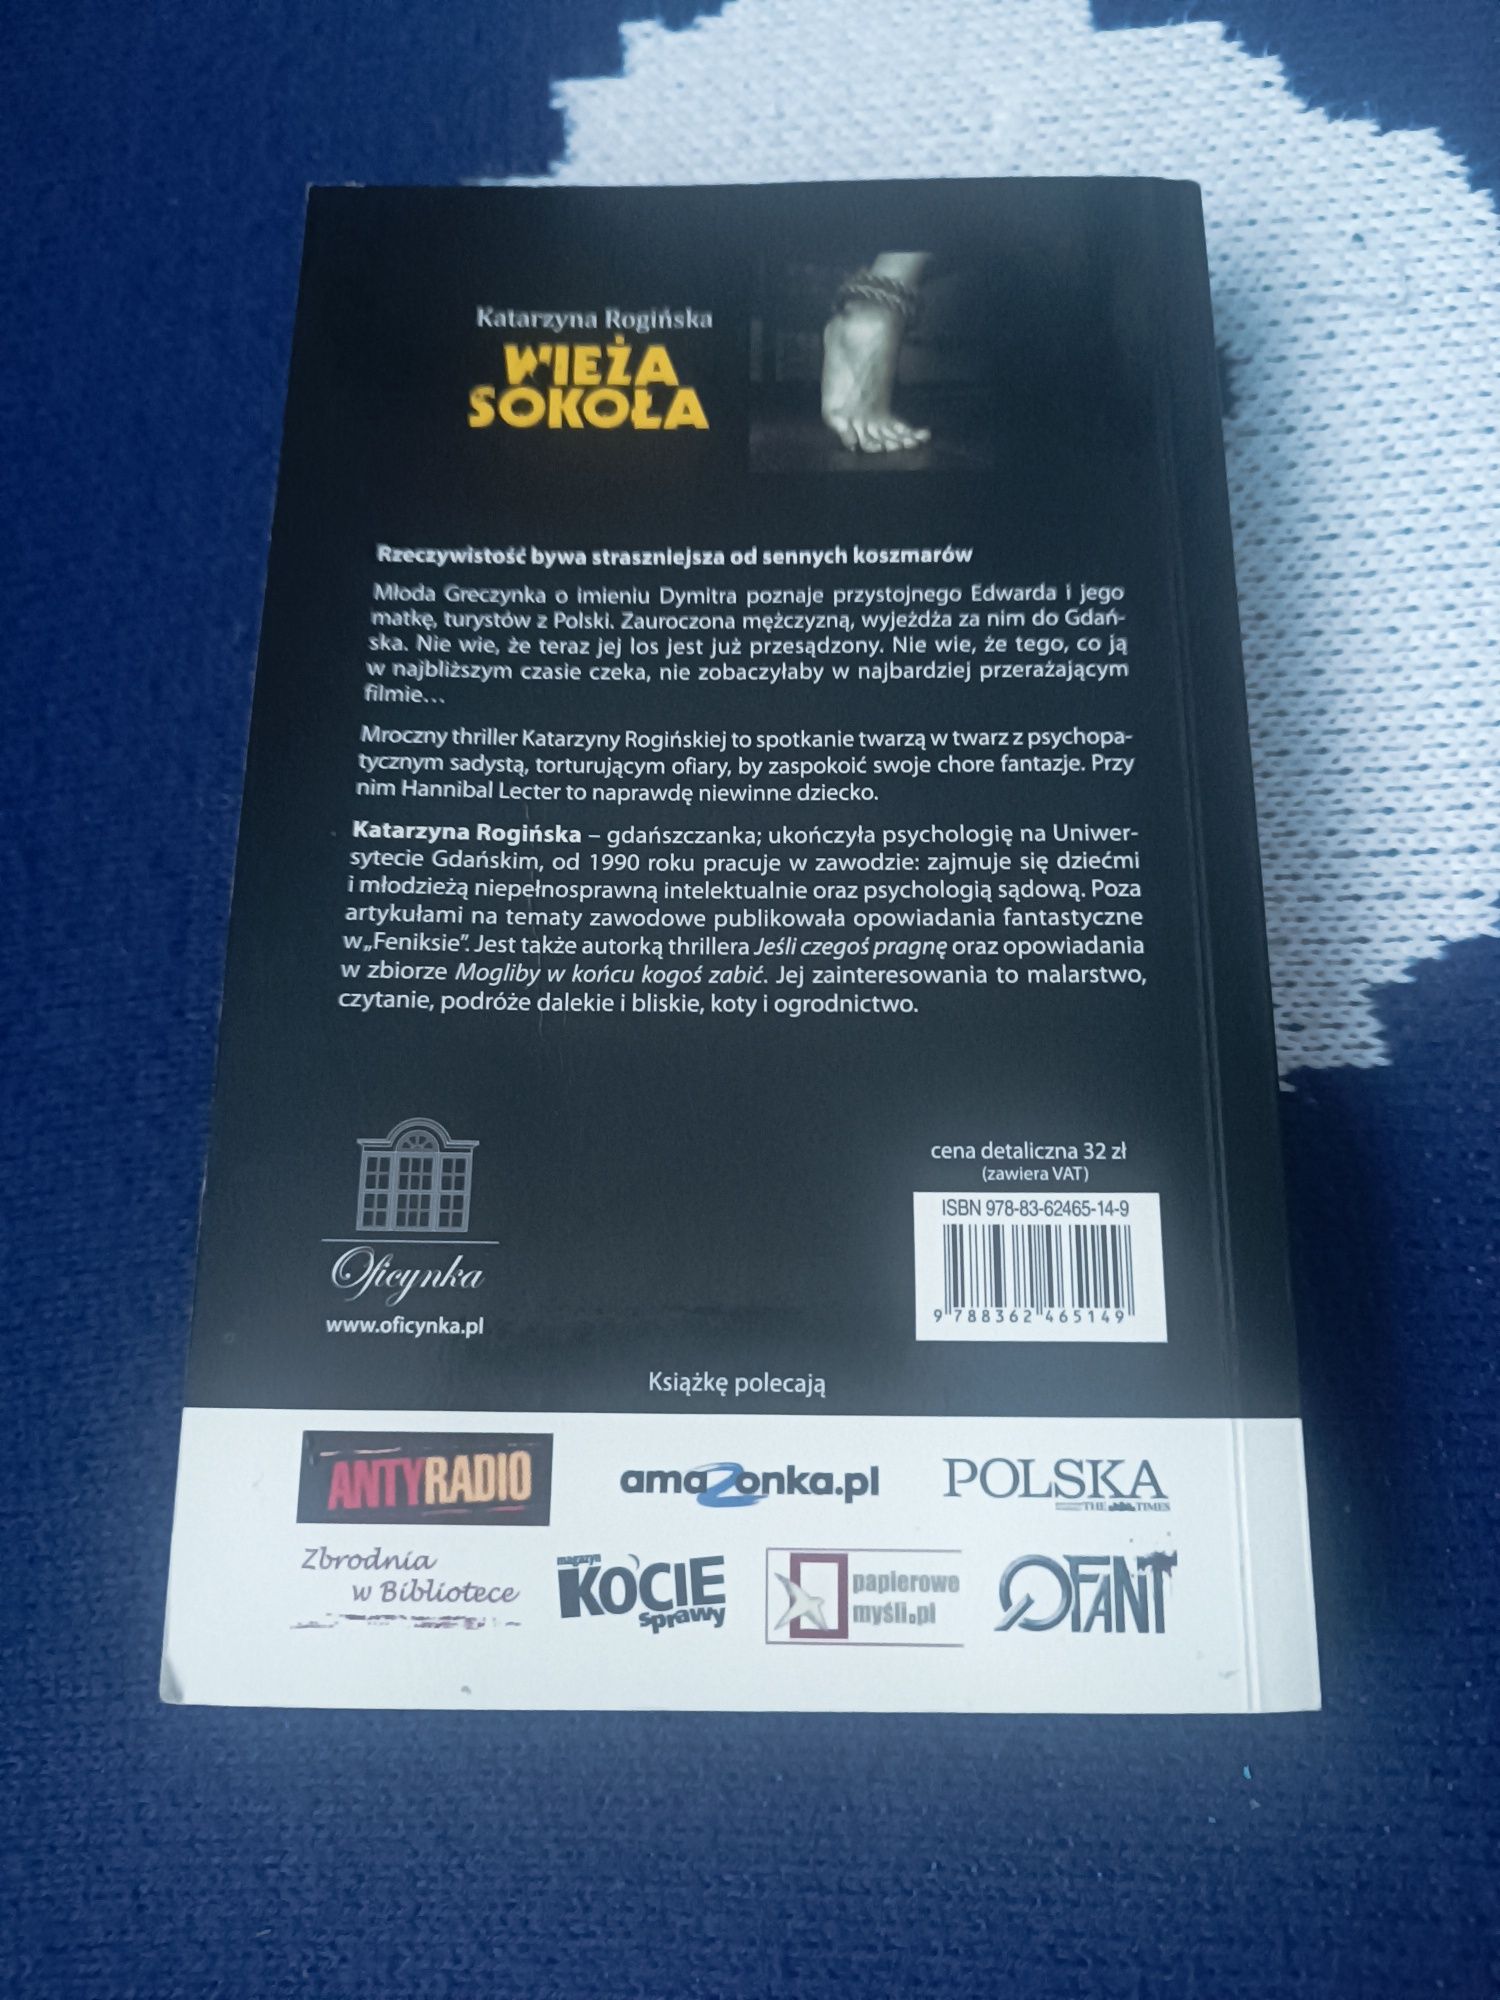 Katarzyna Rogińska
WIEŻA
SOKOŁA
Rzeczywistość bywa straszniejsza od sennych koszmarów
Młoda Greczynka o imieniu Dymitra poznaje przystojnego Edwarda i jego
matkę, turystów z Polski. Zauroczona mężczyzną, wyjeżdża za nim do Gdań-
ska. Nie wie, że teraz jej los jest już przesądzony. Nie wie, że tego, co ją
w najbliższym czasie czeka, nie zobaczyłaby w najbardziej przerażającym
filmie...
Mroczny thriller Katarzyny Rogińskiej to spotkanie twarzą w twarz z psychopa-
tycznym sadystą, torturującym ofiary, by zaspokoić swoje chore fantazje. Przy
nim Hannibal Lecter to naprawdę niewinne dziecko.
Katarzyna Rogińska – gdańszczanka; ukończyła psychologię na Uniwer-
sytecie Gdańskim, od 1990 roku pracuje w zawodzie: zajmuje się dziećmi
i młodzieżą niepełnosprawną intelektualnie oraz psychologią sądową. Poza
artykułami na tematy zawodowe publikowała opowiadania fantastyczne
w „Feniksie”. Jest także autorką thrillera Jeśli czegoś pragnę oraz opowiadania
w zbiorze Mogliby w końcu kogoś zabić. Jej zainteresowania to malarstwo,
czytanie, podróże dalekie i bliskie, koty i ogrodnictwo.
cena detaliczna 32 zł
(zawiera VAT)
ISBN 978-83-62465-14-9
9 788362 465149
Oficynka
www.oficynka.pl
Książkę polecają
ANTYRADIO
amazonka.pl
POLSKA
THE TIMES
Zbrodnia
w Bibliotece
magazyn
KOCIE
sprawy
papierowe
myśli.pl
QFANT